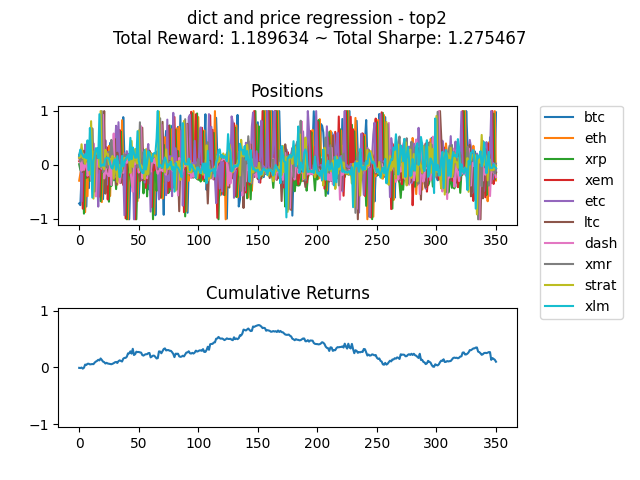 dict and price regression - top2
Total Reward: 1.189634 ~ Total Sharpe: 1.275467
Positions
1
0
−1
0 50 100 150 200 250 300 350
btc
eth
xrp
xem
etc
ltc
dash
xmr
strat
xlm
Cumulative Returns
1
0
−1
0 50 100 150 200 250 300 350